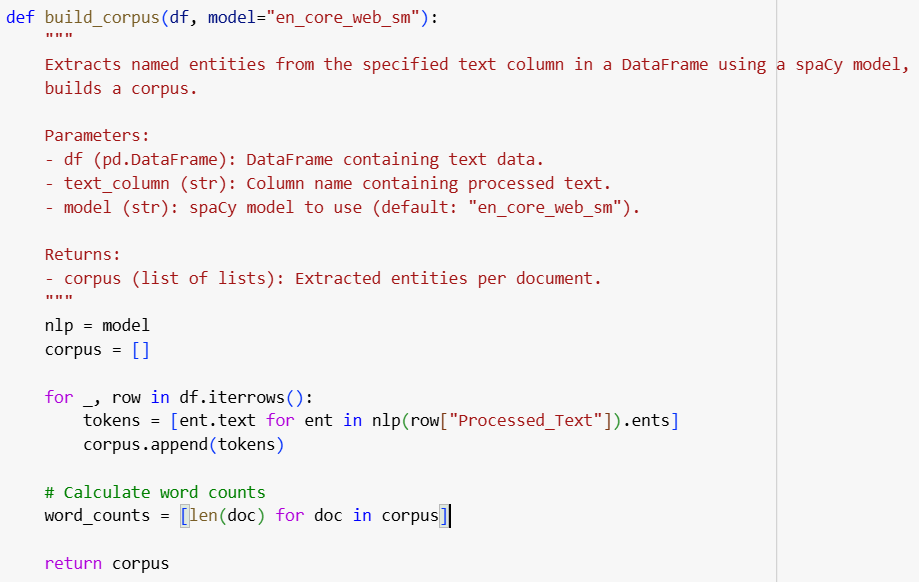 def build_corpus(df, model="en_core_web_sm"):
    """
    Extracts named entities from the specified text column in a DataFrame using a spaCy model,
    builds a corpus.

    Parameters:
    - df (pd.DataFrame): DataFrame containing text data.
    - text_column (str): Column name containing processed text.
    - model (str): spaCy model to use (default: "en_core_web_sm").

    Returns:
    - corpus (list of lists): Extracted entities per document.
    """
    nlp = model
    corpus = []

    for _, row in df.iterrows():
        tokens = [ent.text for ent in nlp(row["Processed_Text"]).ents]
        corpus.append(tokens)

    # Calculate word counts
    word_counts = [len(doc) for doc in corpus]

    return corpus